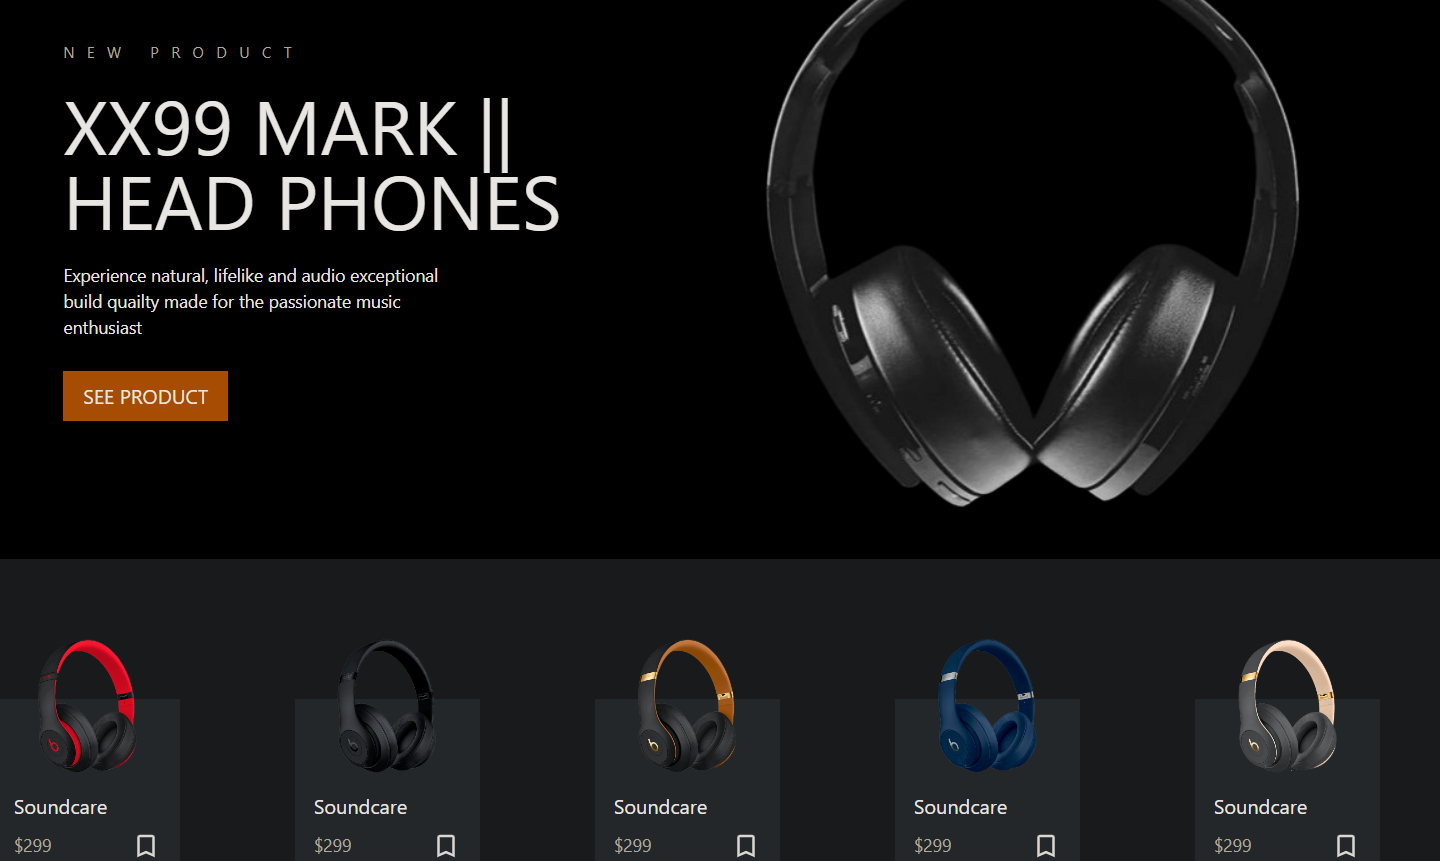 NEW PRODUCT
XX99 MARK ||
HEAD PHONES
Experience natural, lifelike and audio exceptional
build quailty made for the passionate music
enthusiast
SEE PRODUCT
Soundcare
$299
Soundcare
$299
Soundcare
$299
Soundcare
$299
Soundcare
$299